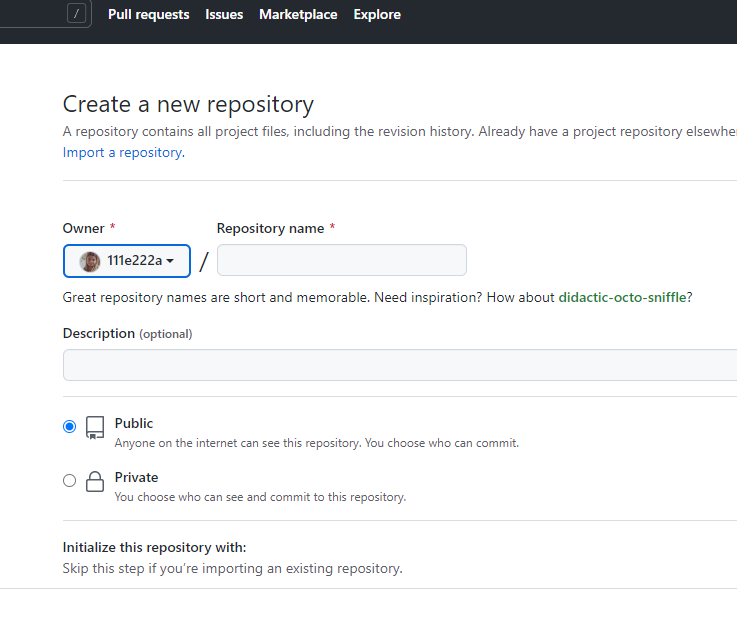 / Pull requests Issues Marketplace Explore
Create a new repository
A repository contains all project files, including the revision history. Already have a project repository elsewhe
Import a repository.
Owner * Repository name *
111e222a /
Great repository names are short and memorable. Need inspiration? How about didactic-octo-sniffle?
Description (optional)
Public
Anyone on the internet can see this repository. You choose who can commit.
Private
You choose who can see and commit to this repository.
Initialize this repository with:
Skip this step if you're importing an existing repository.